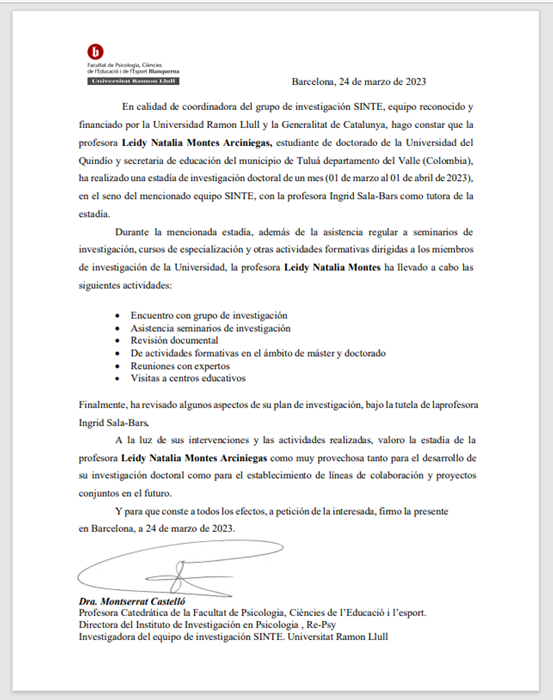 Facultat de Psicologia, Ciències
de l'Educació i de l'Esport Blanquerna
Universitat Ramon Llull
Barcelona, 24 de marzo de 2023
En calidad de coordinadora del grupo de investigación SINTE, equipo reconocido y
financiado por la Universidad Ramon Llull y la Generalitat de Catalunya, hago constar que la
profesora Leidy Natalia Montes Arciniegas, estudiante de doctorado de la Universidad del
Quindío y secretaria de educación del municipio de Tuluá departamento del Valle (Colombia),
ha realizado una estadía de investigación doctoral de un mes (01 de marzo al 01 de abril de 2023),
en el seno del mencionado equipo SINTE, con la profesora Ingrid Sala-Bars como tutora de la
estadía.
Durante la mencionada estadía, además de la asistencia regular a seminarios de
investigación, cursos de especialización y otras actividades formativas dirigidas a los miembros
de investigación de la Universidad, la profesora Leidy Natalia Montes ha llevado a cabo las
siguientes actividades:
• Encuentro con grupo de investigación
• Asistencia seminarios de investigación
• Revisión documental
• De actividades formativas en el ámbito de máster y doctorado
• Reuniones con expertos
• Visitas a centros educativos
Finalmente, ha revisado algunos aspectos de su plan de investigación, bajo la tutela de laprofesora
Ingrid Sala-Bars.
A la luz de sus intervenciones y las actividades realizadas, valoro la estadía de la
profesora Leidy Natalia Montes Arciniegas como muy provechosa tanto para el desarrollo de
su investigación doctoral como para el establecimiento de líneas de colaboración y proyectos
conjuntos en el futuro.
Y para que conste a todos los efectos, a petición de la interesada, firmo la presente
en Barcelona, a 24 de marzo de 2023.
Dra. Montserrat Castelló
Profesora Catedrática de la Facultat de Psicologia, Ciències de l'Educació i l'esport.
Directora del Instituto de Investigación en Psicologia , Re-Psy
Investigadora del equipo de investigación SINTE. Universitat Ramon Llull